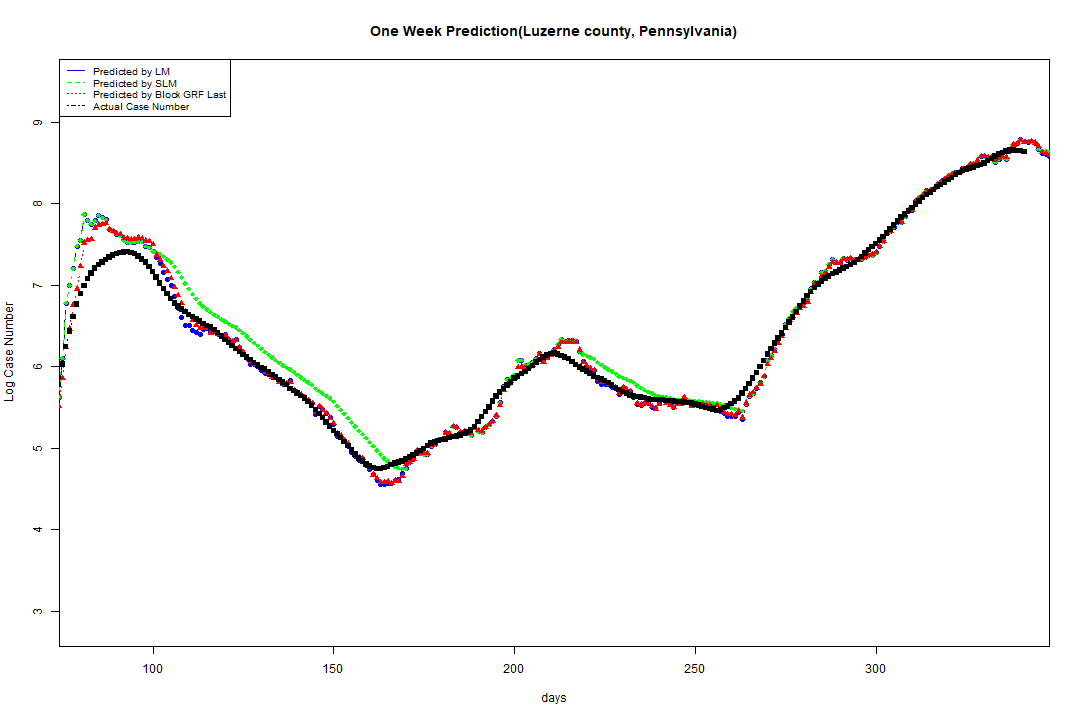 One Week Prediction(Luzerne county, Pennsylvania)
Predicted by LM
Predicted by SLM
Predicted by Block GRF Last
Actual Case Number
Log Case Number
9
8
7
6
5
4
3
100 150 200 250 300
days